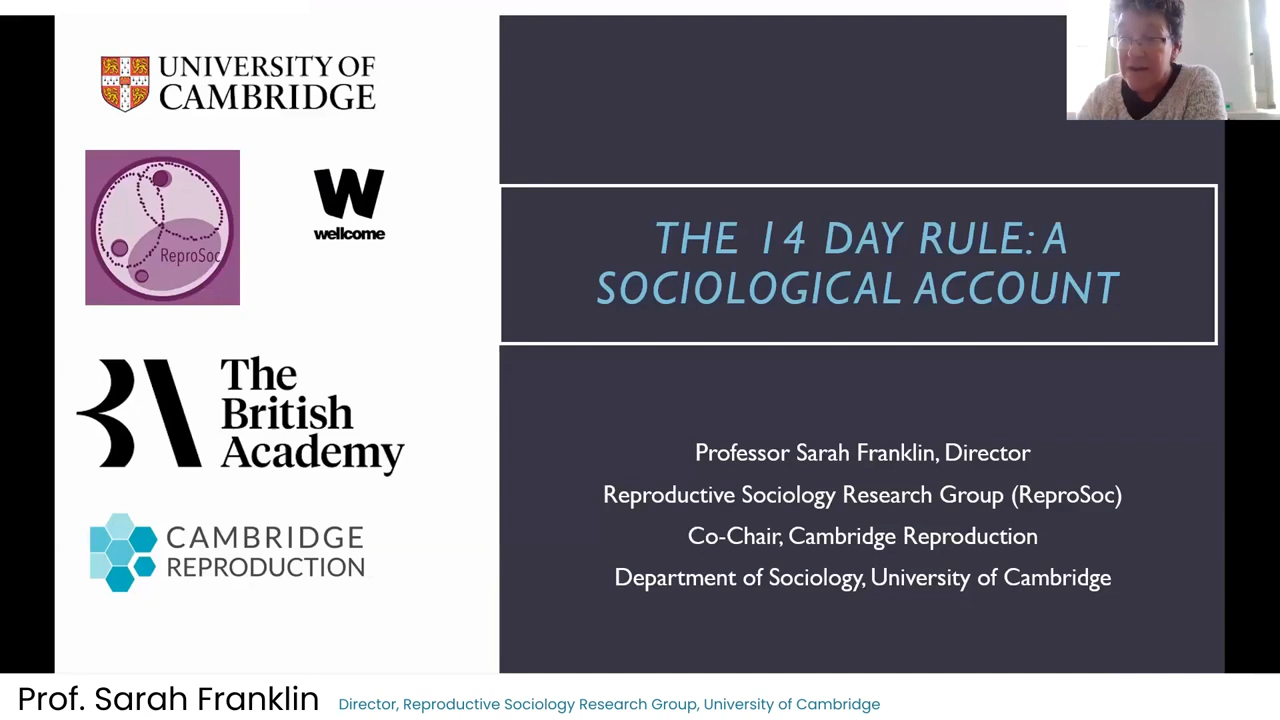 UNIVERSITY OF
CAMBRIDGE
ReproSoc
wellcome
The
British
Academy
CAMBRIDGE
REPRODUCTION
THE 14 DAY RULE: A
SOCIOLOGICAL ACCOUNT
Professor Sarah Franklin, Director
Reproductive Sociology Research Group (ReproSoc)
Co-Chair, Cambridge Reproduction
Department of Sociology, University of Cambridge
Prof. Sarah Franklin Director, Reproductive Sociology Research Group, University of Cambridge